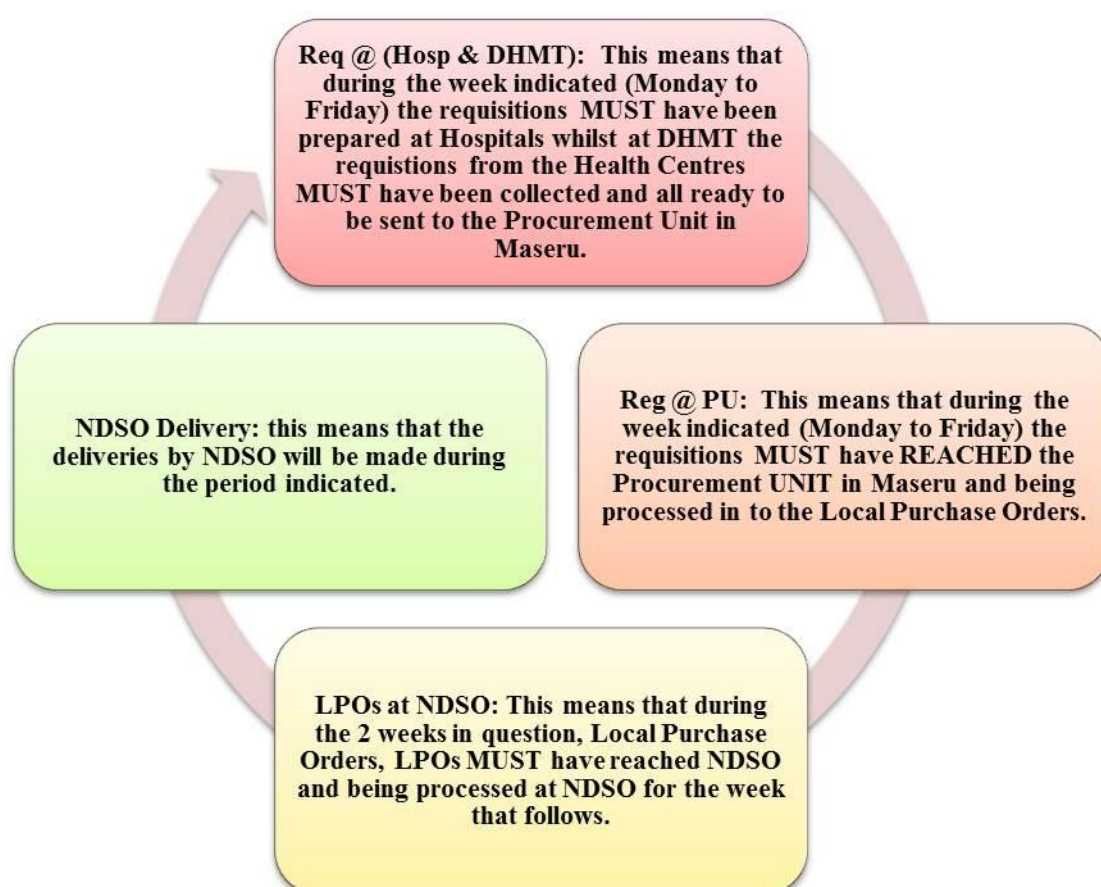 Req @ (Hosp & DHMT): This means that
during the week indicated (Monday to
Friday) the requisitions MUST have been
prepared at Hospitals whilst at DHMT the
requistions from the Health Centres
MUST have been collected and all ready to
be sent to the Procurement Unit in
Maseru.
Reg @ PU: This means that during the
week indicated (Monday to Friday) the
requisitions MUST have REACHED the
Procurement UNIT in Maseru and being
processed in to the Local Purchase Orders.
LPOs at NDSO: This means that during
the 2 weeks in question, Local Purchase
Orders, LPOs MUST have reached NDSO
and being processed at NDSO for the week
that follows.
NDSO Delivery: this means that the
deliveries by NDSO will be made during
the period indicated.